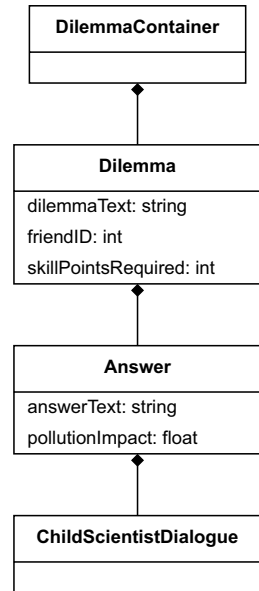 DilemmaContainer
Dilemma
dilemmaText: string
friendID: int
skillPointsRequired: int
Answer
answerText: string
pollutionImpact: float
ChildScientistDialogue